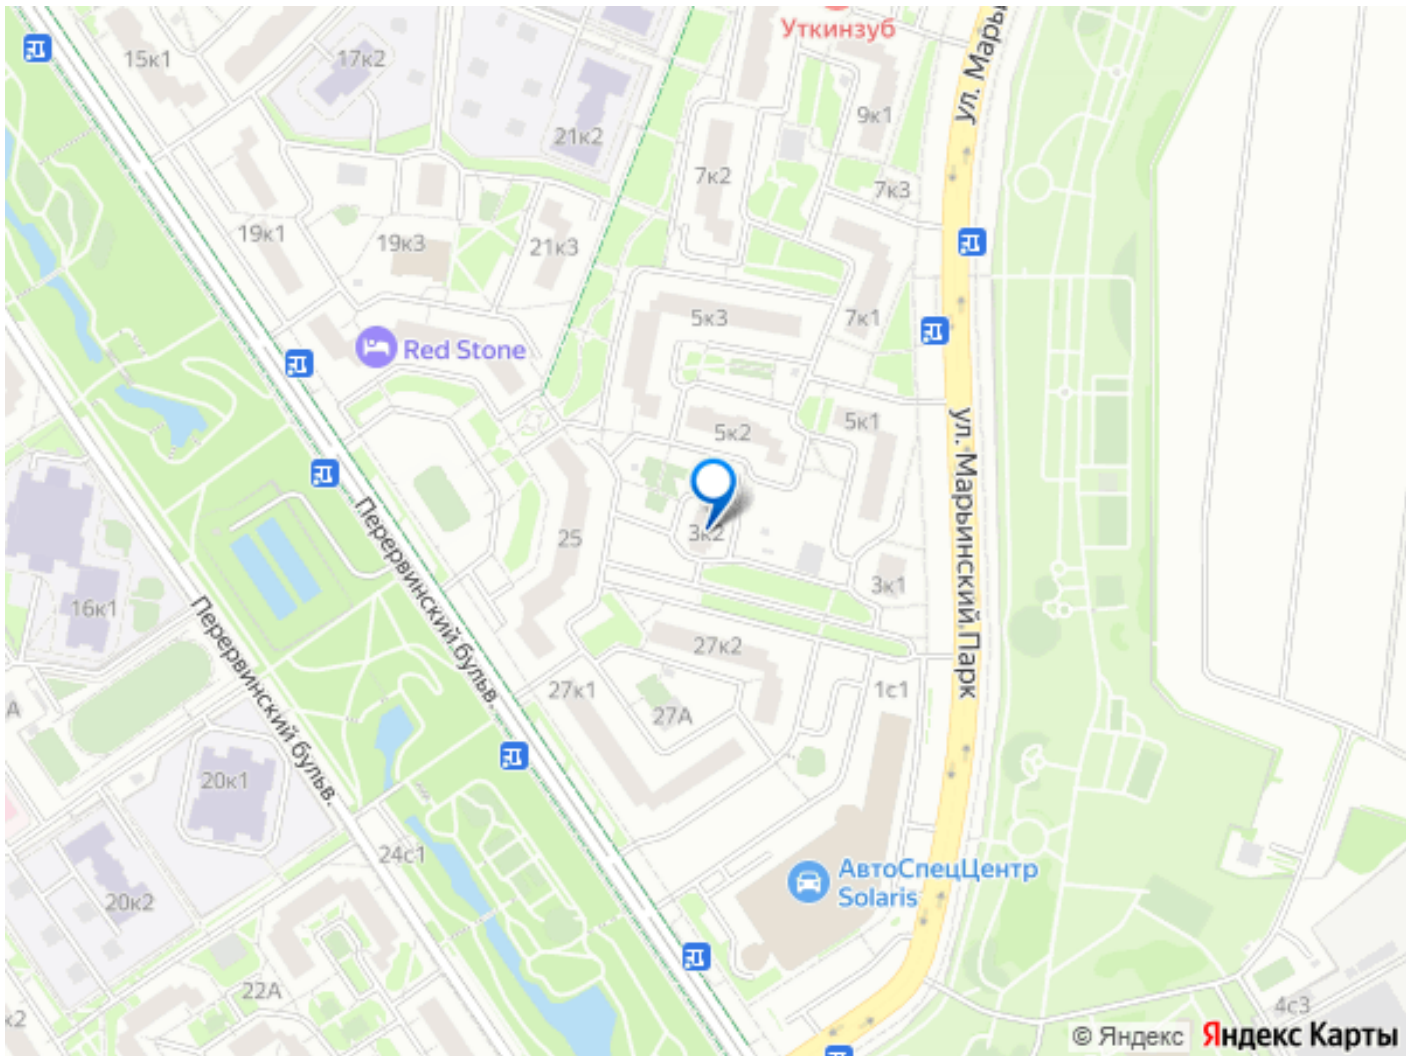 Уткинзуб
15к1
17к2
ул. Марь
9к1
21к2
7к2
7к3
19к1
19к3
21к3
5к3
7к1
Red Stone
5к1
5к2
ул. Марьинский Парк
Перервинский бульв.
25
3к2
3к1
16к1
Перервинский бульв.
27к2
27к1
1с1
27А
А
20к1
24с1
АвтоСпецЦентр
Solaris
20к2
22А
4с3
к2
© Яндекс
Яндекс Карты